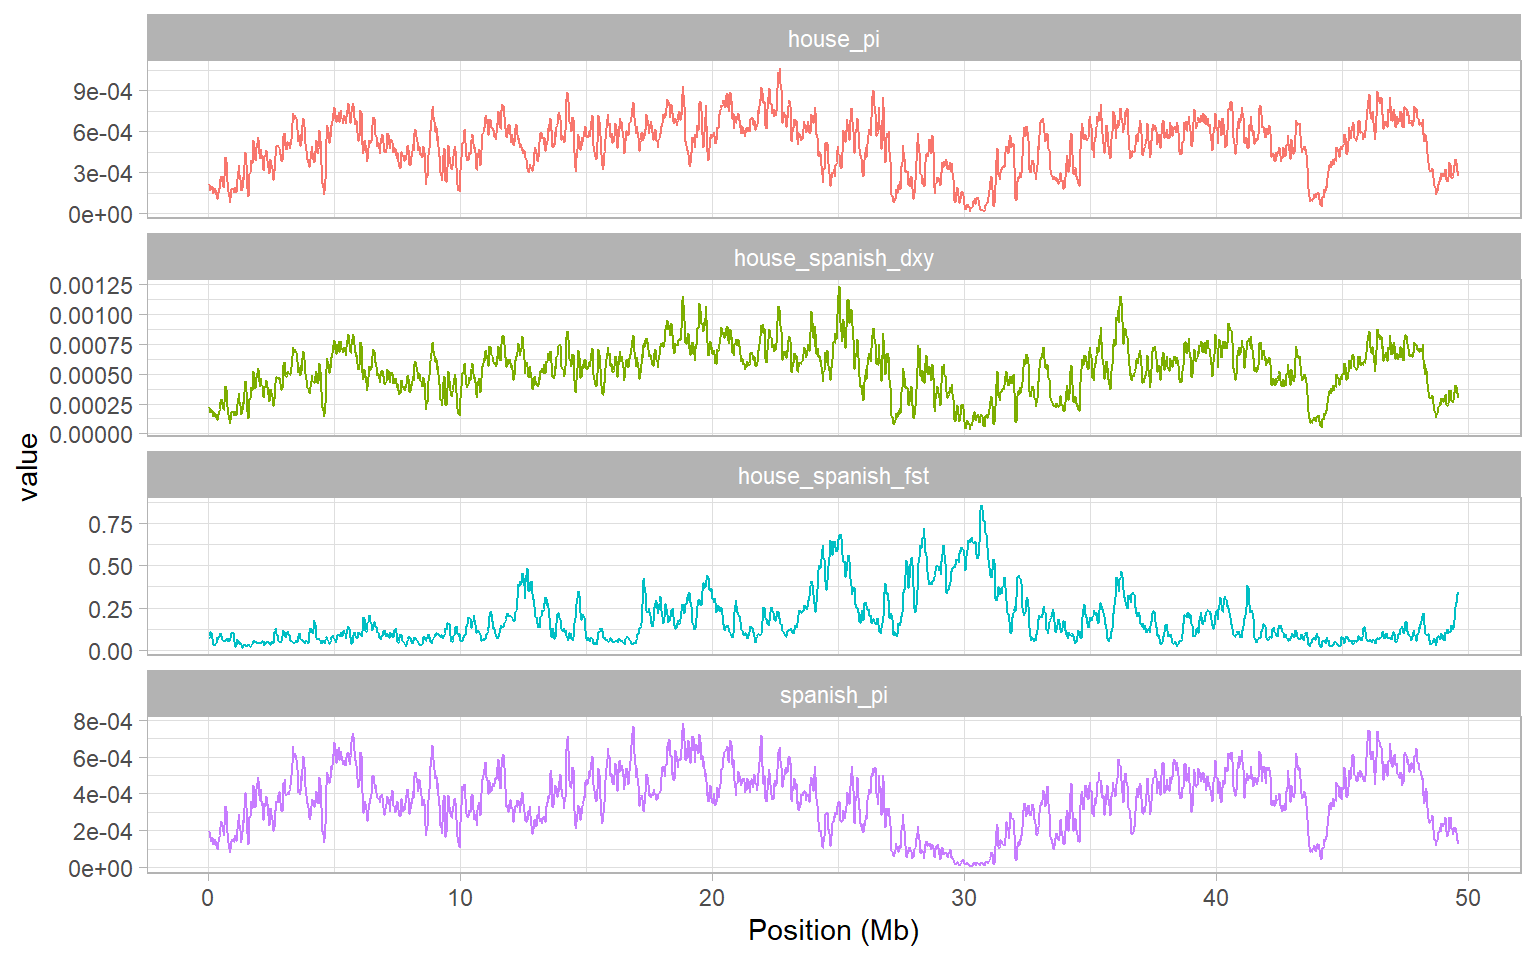 house_pi
9e-04
6e-04
3e-04
0e+00
house_spanish_dxy
0.00125
0.00100
0.00075
0.00050
0.00025
0.00000
value
house_spanish_fst
0.75
0.50
0.25
0.00
spanish_pi
8e-04
6e-04
4e-04
2e-04
0e+00
0 10 20 30 40 50
Position (Mb)